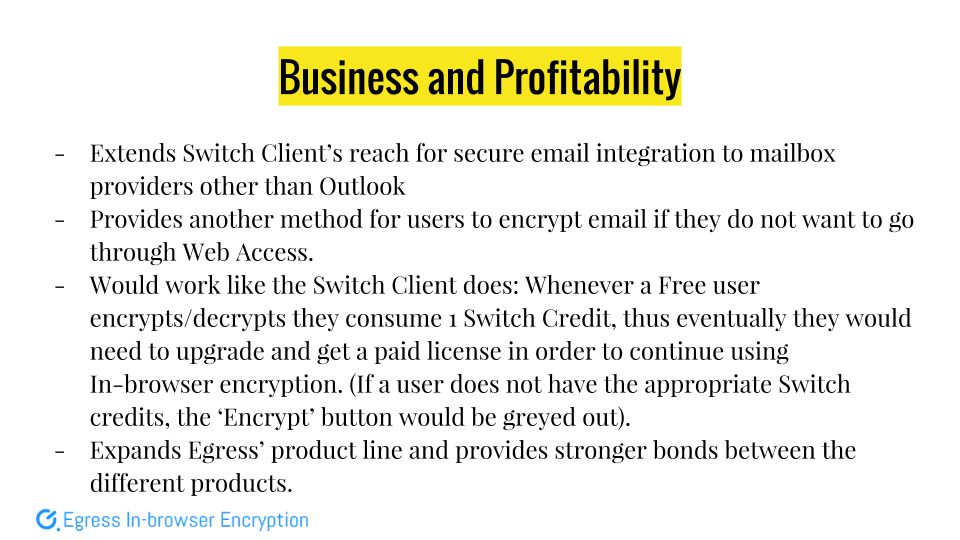 Business and Profitability
- Extends Switch Client’s reach for secure email integration to mailbox
providers other than Outlook
- Provides another method for users to encrypt email if they do not want to go
through Web Access.
- Would work like the Switch Client does: Whenever a Free user
encrypts/decrypts they consume 1 Switch Credit, thus eventually they would
need to upgrade and get a paid license in order to continue using
In-browser encryption. (If a user does not have the appropriate Switch
credits, the ‘Encrypt’ button would be greyed out).
- Expands Egress’ product line and provides stronger bonds between the
different products.
Egress In-browser Encryption